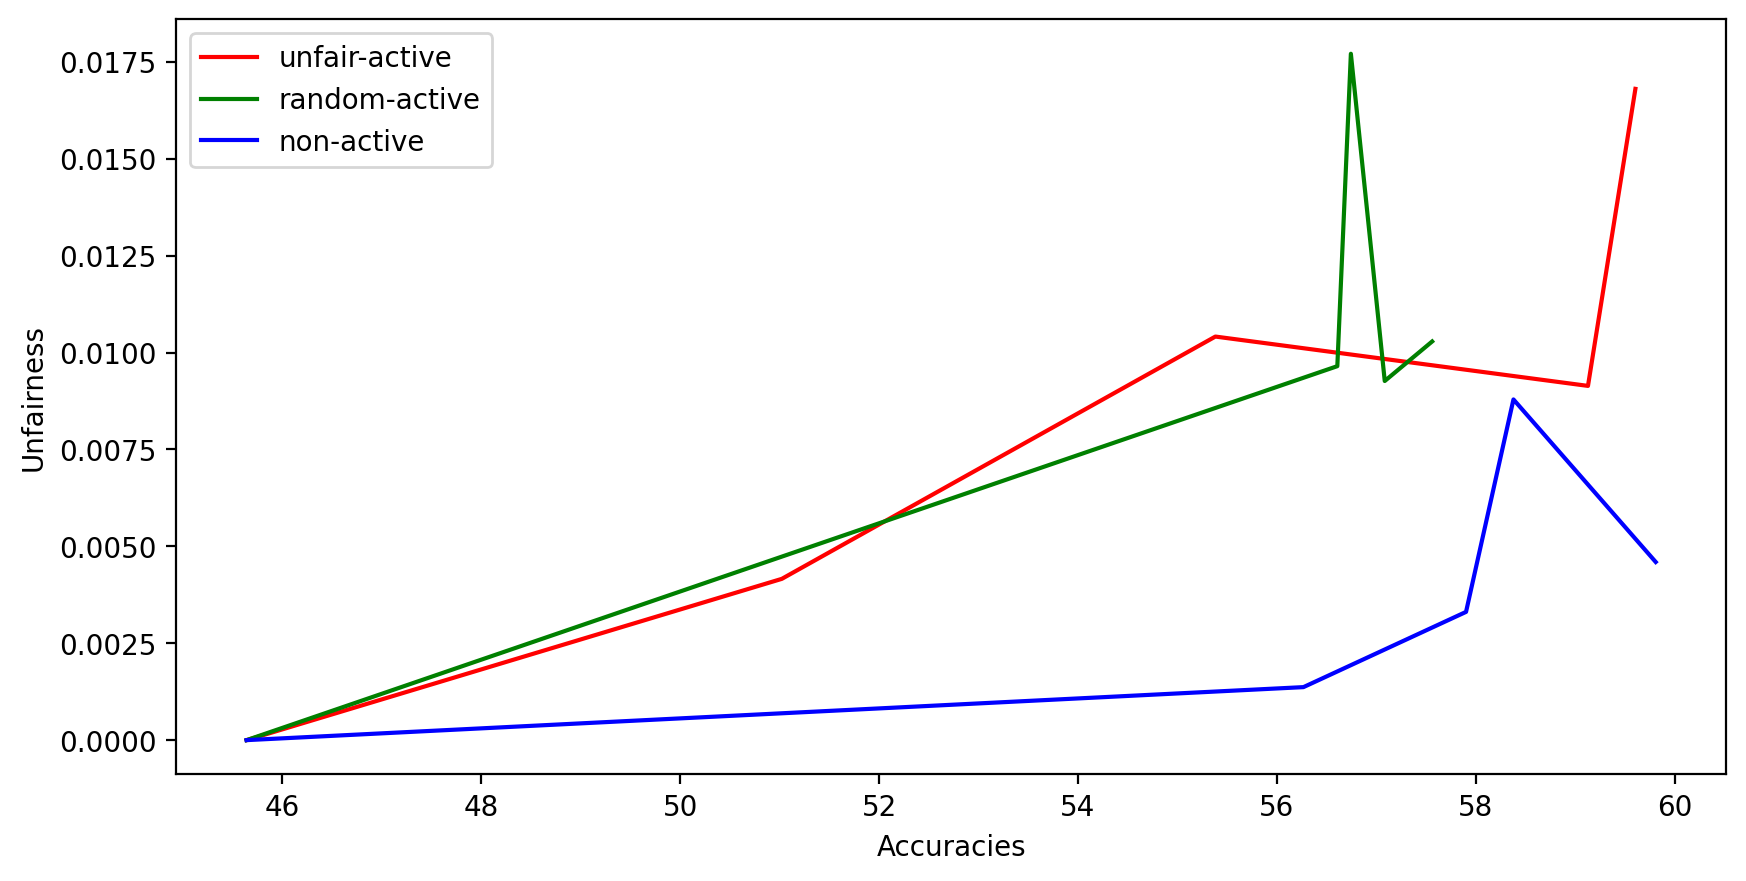 unfair-active
random-active
non-active
0.0175
0.0150
0.0125
0.0100
0.0075
0.0050
0.0025
0.0000
Unfairness
46 48 50 52 54 56 58 60
Accuracies